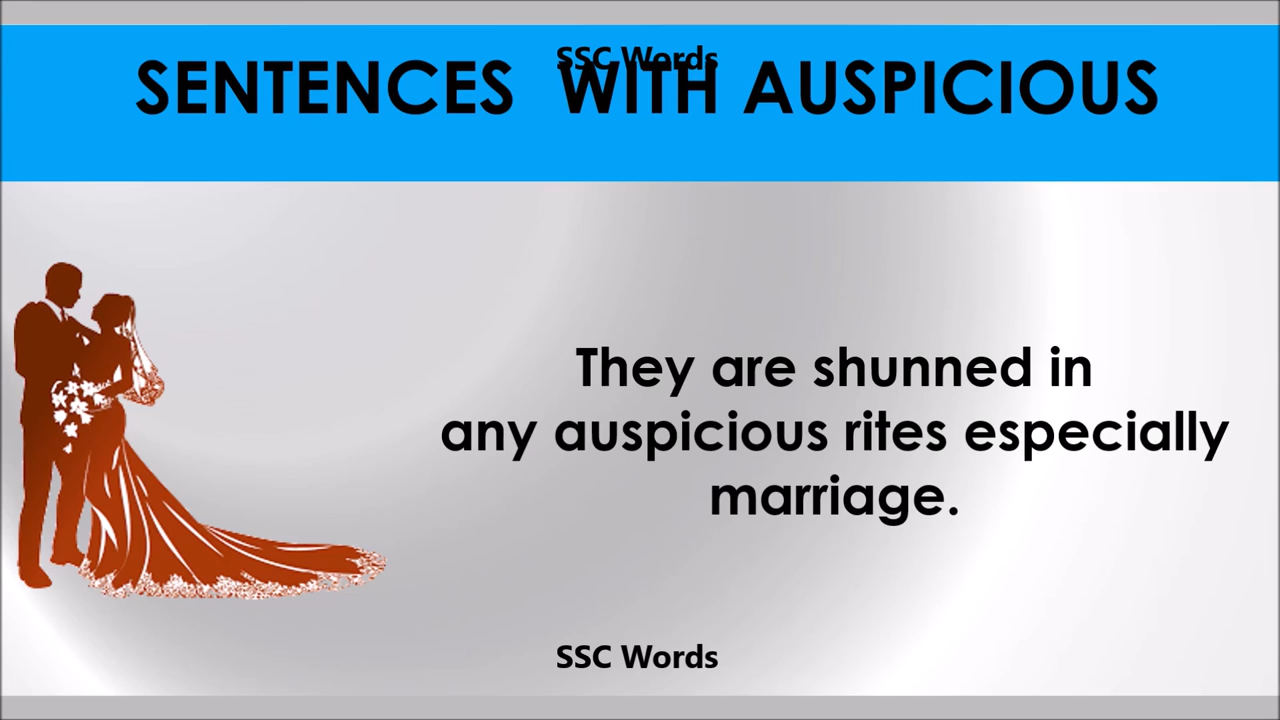 SSC Words
SENTENCES WITH AUSPICIOUS
They are shunned in
any auspicious rites especially
marriage.
SSC Words